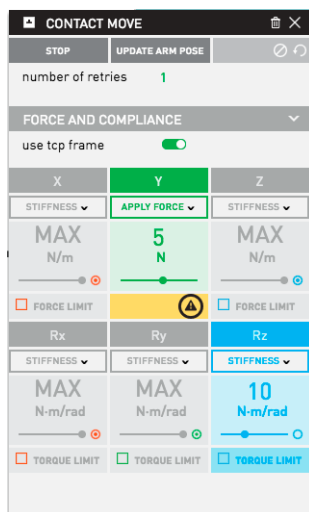 CONTACT MOVE
STOP UPDATE ARM POSE
number of retries 1
FORCE AND COMPLIANCE
use tcp frame
X Y Z
STIFFNESS APPLY FORCE STIFFNESS
MAX 5 MAX
N/m N N/m
FORCE LIMIT FORCE LIMIT
Rx Ry Rz
STIFFNESS STIFFNESS STIFFNESS
MAX MAX 10
N·m/rad N·m/rad N·m/rad
TORQUE LIMIT TORQUE LIMIT TORQUE LIMIT